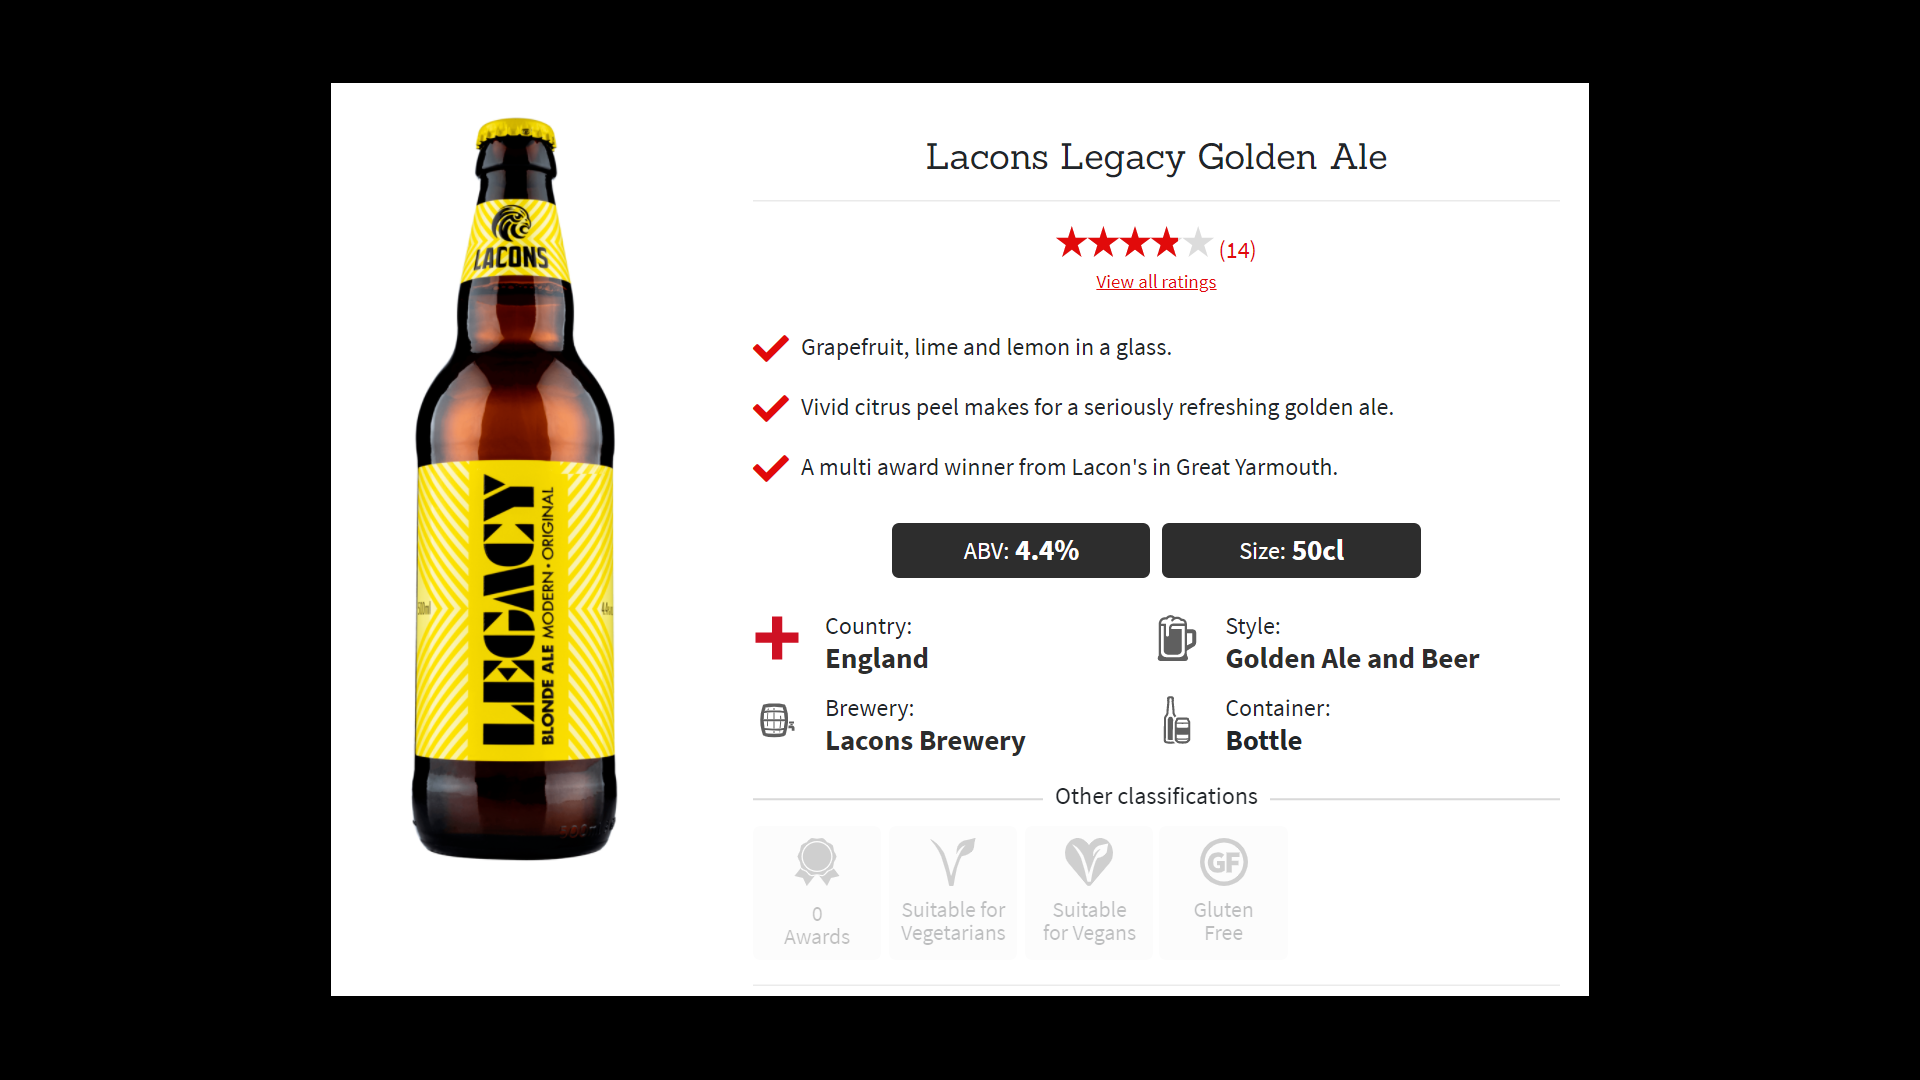 LACONS
LEGACY
BLONDE ALE MODERN • ORIGINAL
500ml
Lacons Legacy Golden Ale
(14)
View all ratings
Grapefruit, lime and lemon in a glass.
Vivid citrus peel makes for a seriously refreshing golden ale.
A multi award winner from Lacon's in Great Yarmouth.
ABV: 4.4%
Size: 50cl
Country:
England
Style:
Golden Ale and Beer
Brewery:
Lacons Brewery
Container:
Bottle
Other classifications
0
Awards
Suitable for
Vegetarians
Suitable
for Vegans
GF
Gluten
Free